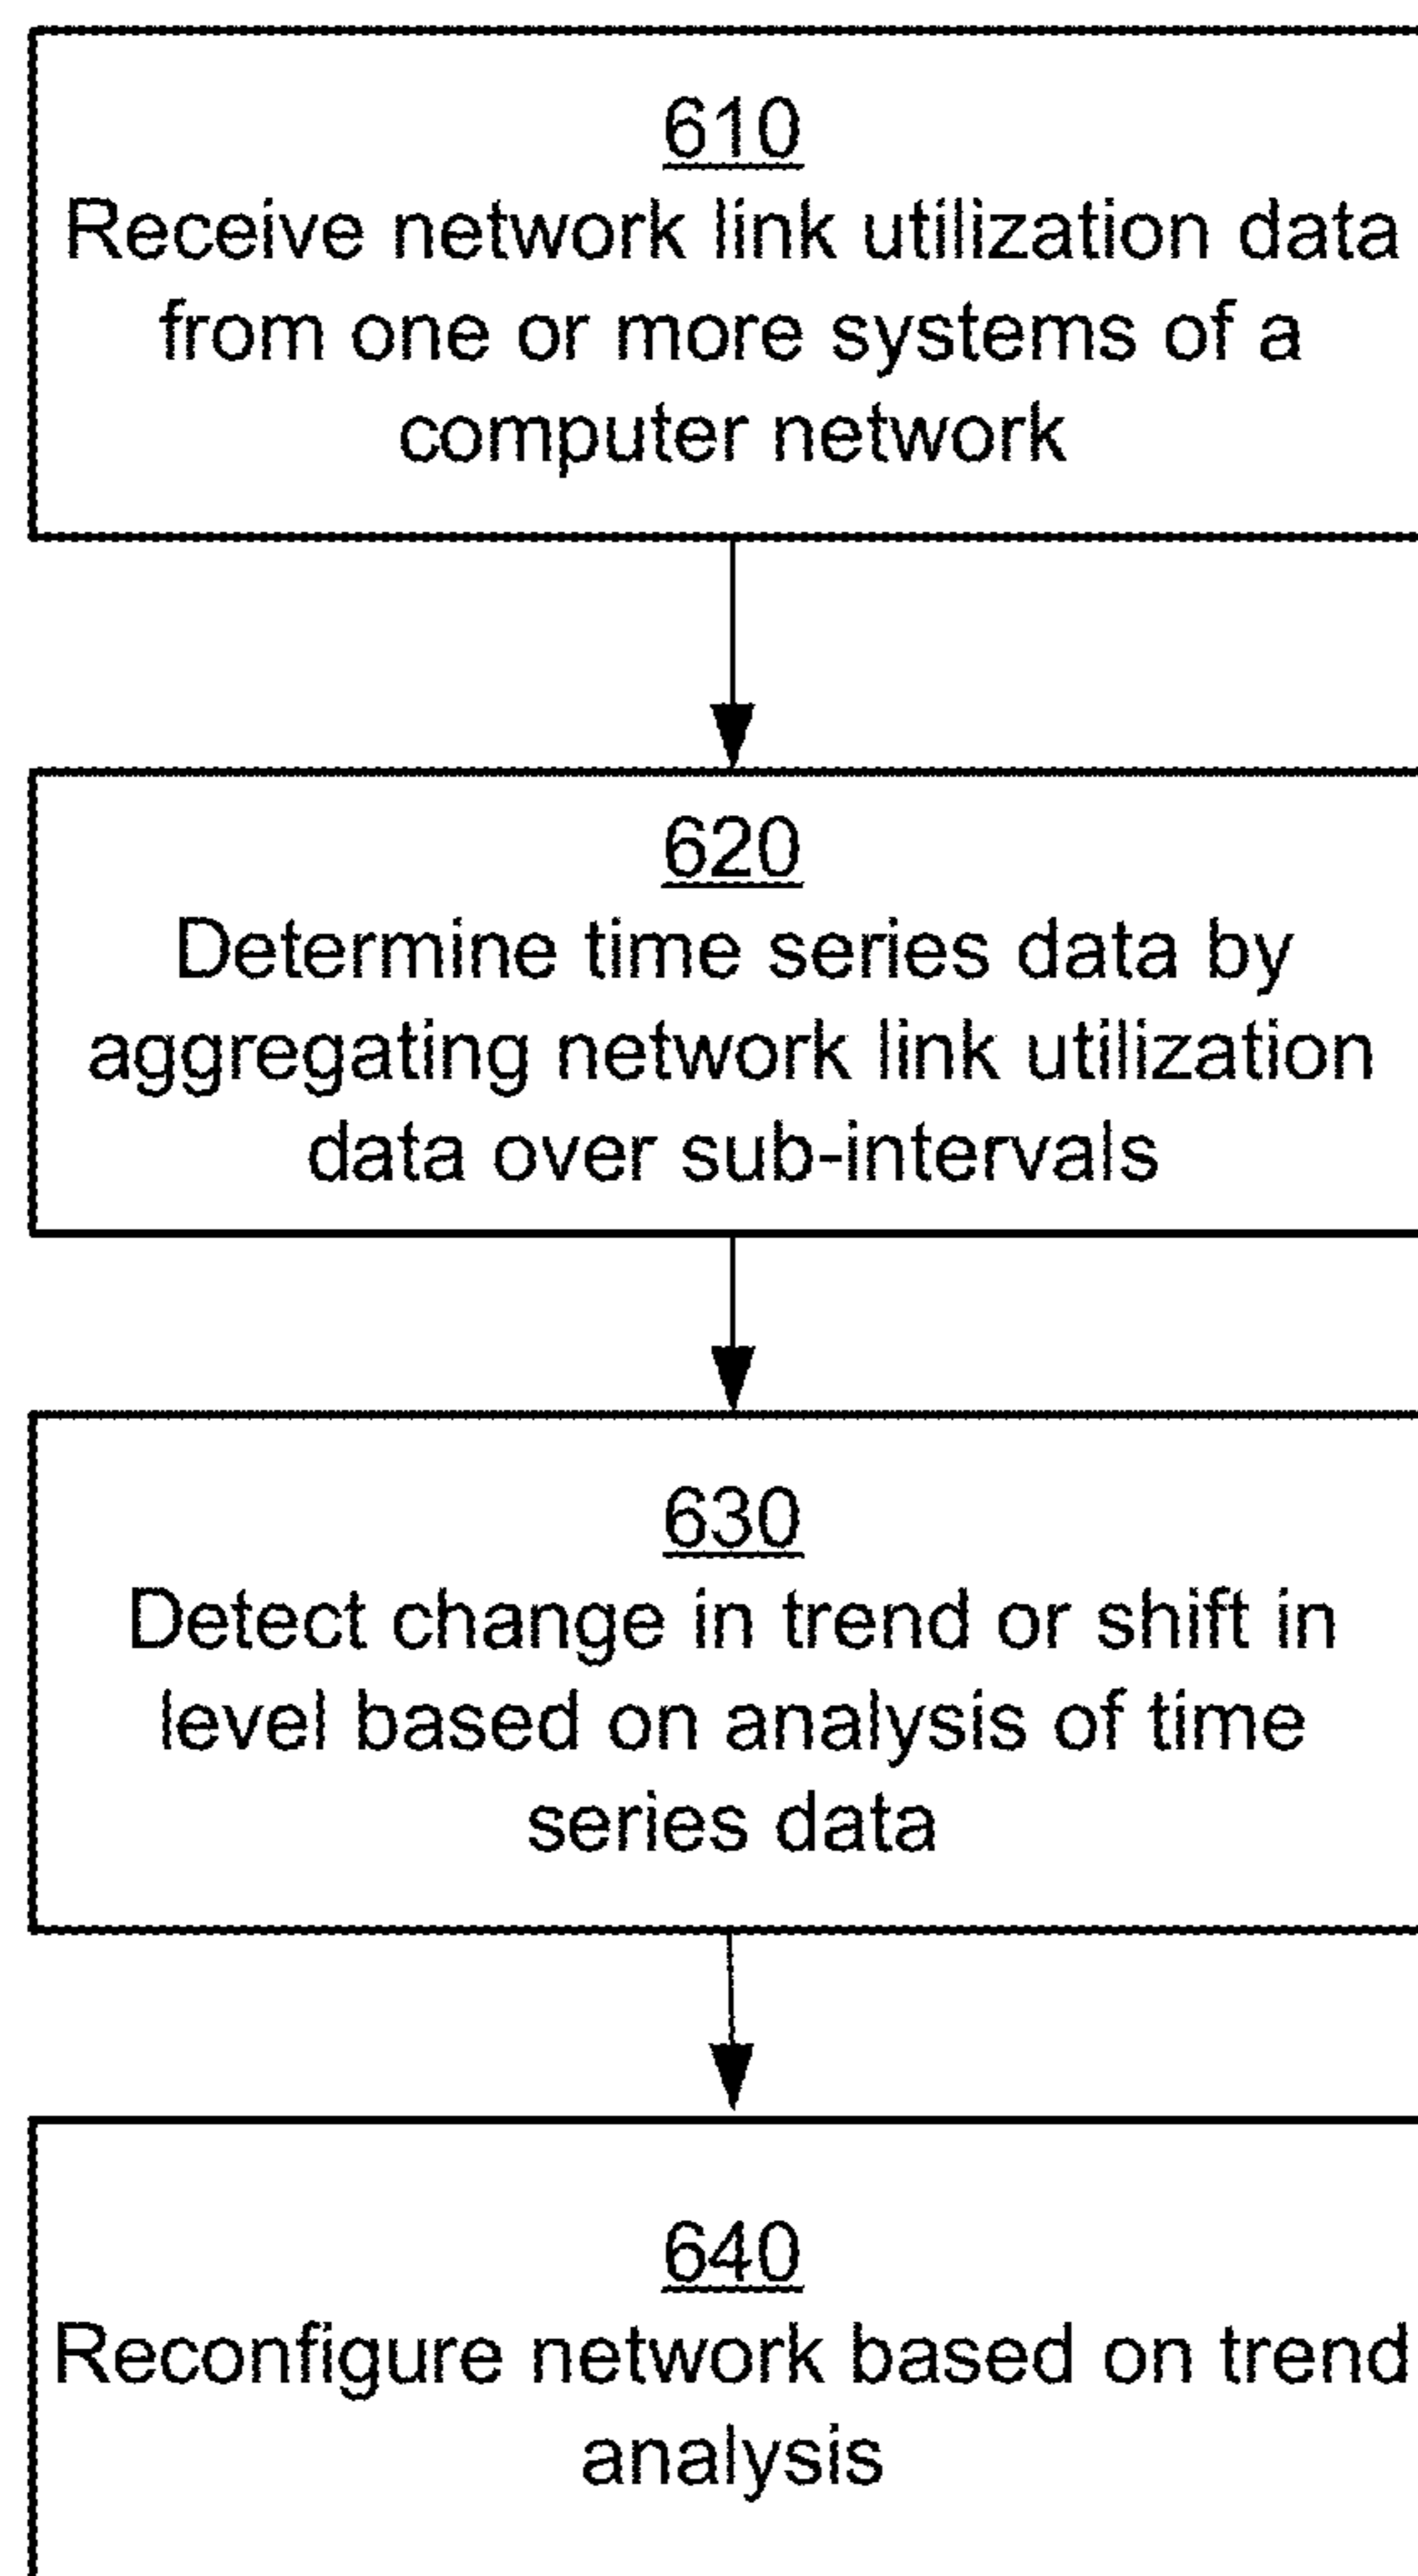 610
Receive network link utilization data
from one or more systems of a
computer network
620
Determine time series data by
aggregating network link utilization
data over sub-intervals
630
Detect change in trend or shift in
level based on analysis of time
series data
640
Reconfigure network based on trend
analysis